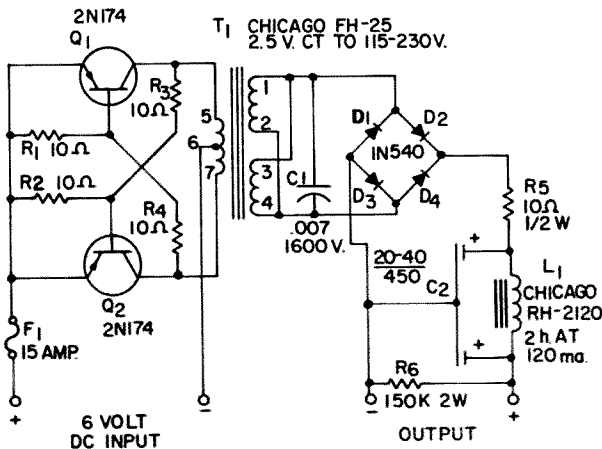 2N174
Q1
T1 CHICAGO FH-25
2.5 V. CT TO 115-230V.
R3
10Ω
R1 10Ω
R2 10Ω
R4
10Ω
5
6
7
1
2
3
4
C1
.007
1600 V.
D1
D2
IN540
D3
D4
R5
10Ω
1/2 W
Q2
2N174
F1
15 AMP.
20-40
450
C2
+
+
L1
CHICAGO
RH-2120
2 h. AT
120 ma.
R6
150K 2W
+
6 VOLT
DC INPUT
-
-
OUTPUT
+